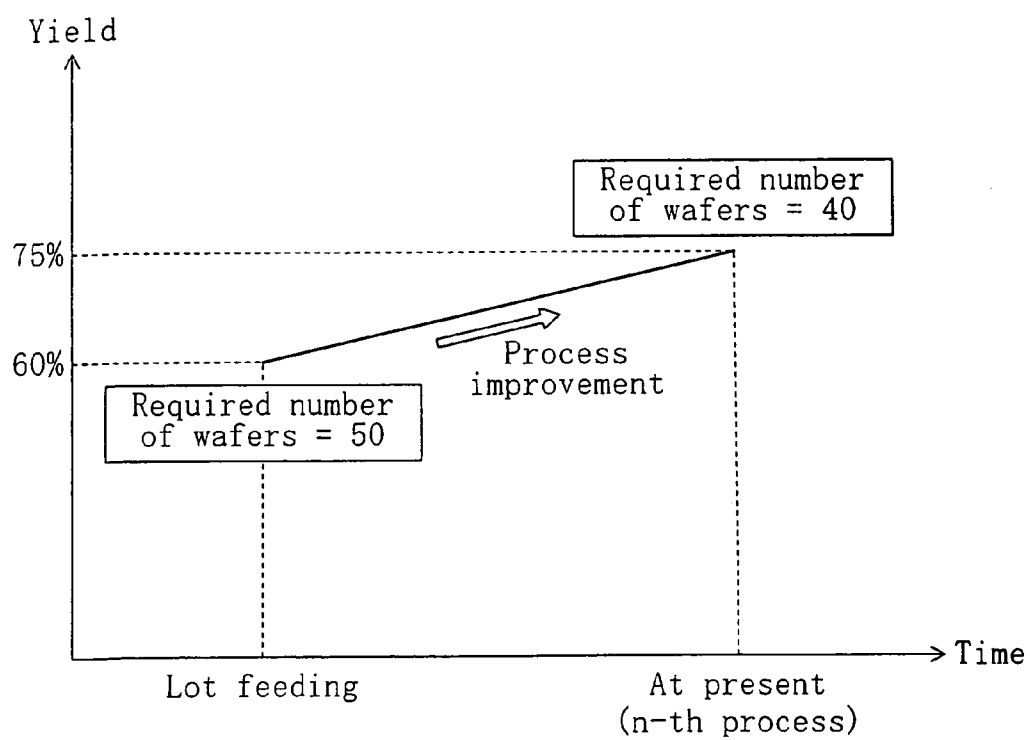 Yield
Required number
of wafers = 40
75%
60%
Process
improvement
Required number
of wafers = 50
Time
Lot feeding
At present
(n-th process)